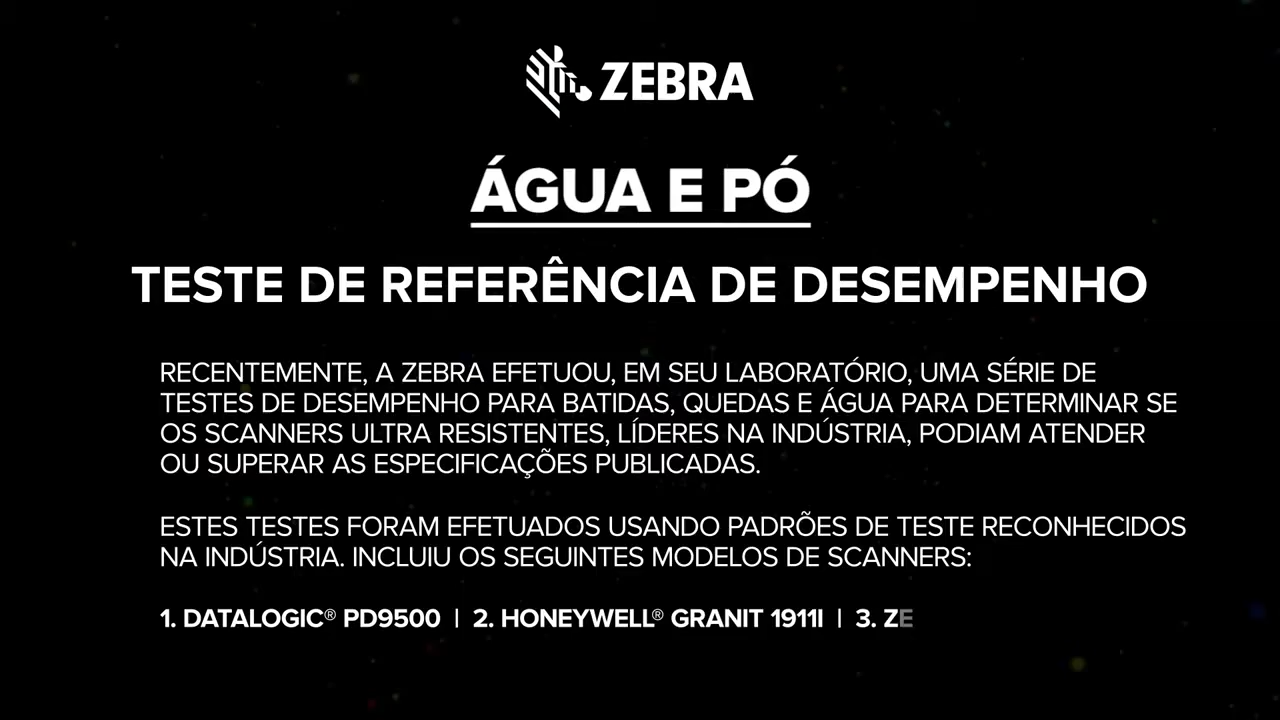 ZEBRA
ÁGUA E PÓ
TESTE DE REFERÊNCIA DE DESEMPENHO
RECENTEMENTE, A ZEBRA EFETUOU, EM SEU LABORATÓRIO, UMA SÉRIE DE
TESTES DE DESEMPENHO PARA BATIDAS, QUEDAS E ÁGUA PARA DETERMINAR SE
OS SCANNERS ULTRA RESISTENTES, LÍDERES NA INDÚSTRIA, PODIAM ATENDER
OU SUPERAR AS ESPECIFICAÇÕES PUBLICADAS.
ESTES TESTES FORAM EFETUADOS USANDO PADRÕES DE TESTE RECONHECIDOS
NA INDÚSTRIA. INCLUIU OS SEGUINTES MODELOS DE SCANNERS:
1. DATALOGIC® PD9500 | 2. HONEYWELL® GRANIT 1911I | 3. ZE